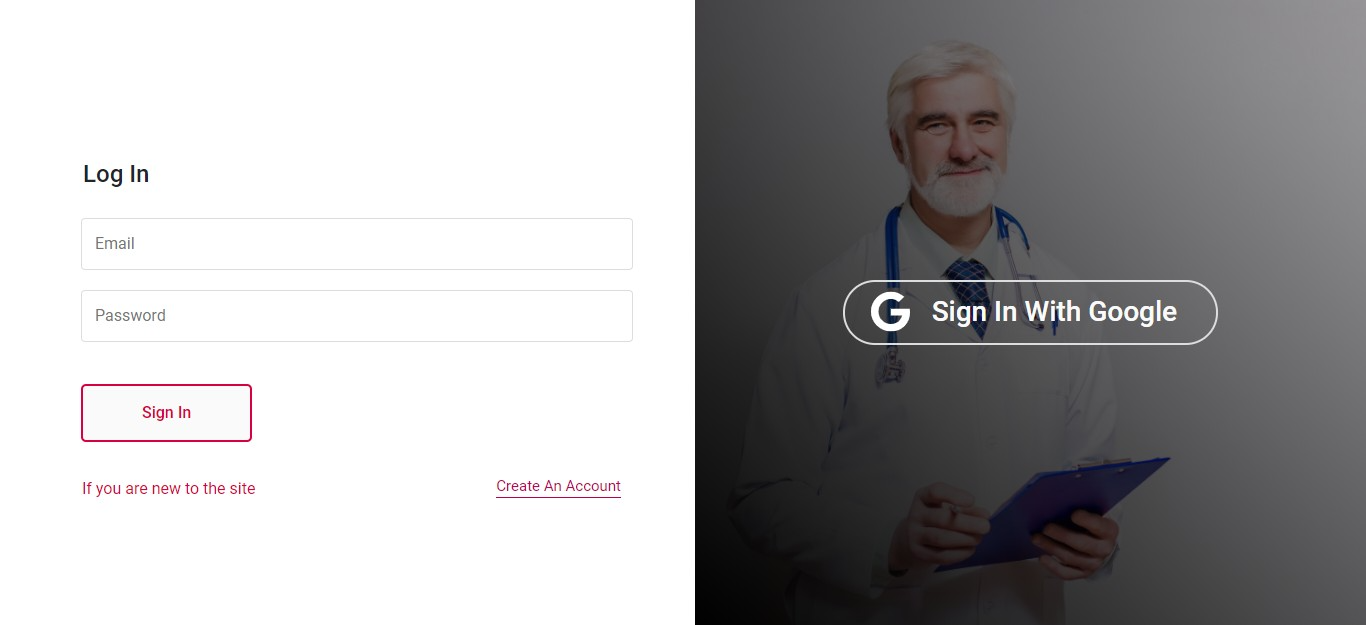 Log In
Email
Password
Sign In
If you are new to the site
Create An Account
Sign In With Google